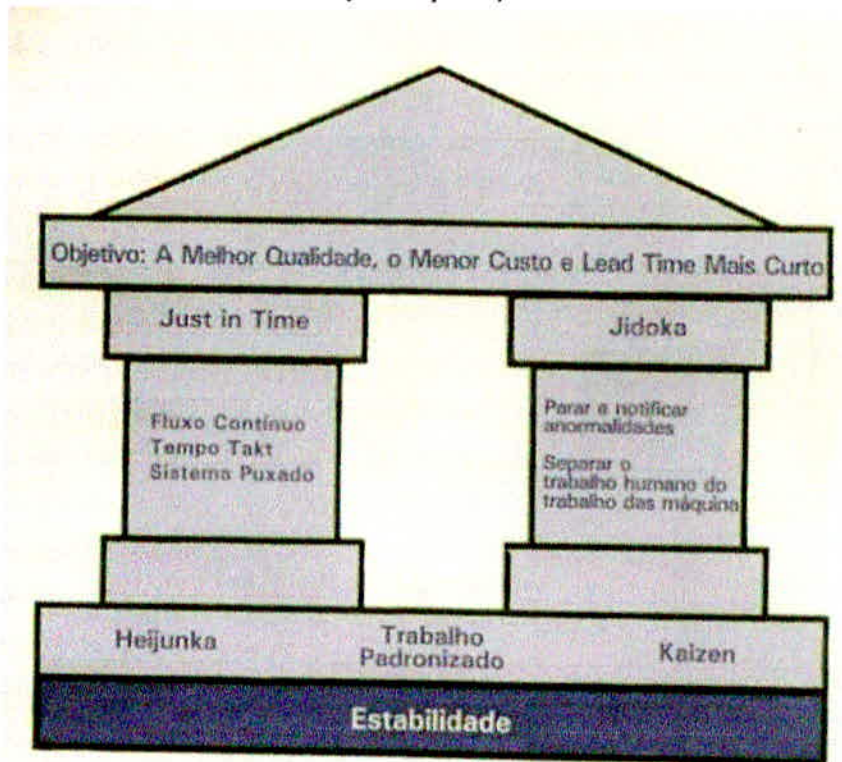 Objetivo: A Melhor Qualidade, o Menor Custo e Lead Time Mais Curto
Just in Time
Fluxo Contínuo
Tempo Takt
Sistema Puxado
Jidoka
Parar e notificar
anormalidades
Separar o
trabalho humano do
trabalho das máquina
Heijunka
Trabalho
Padronizado
Kaizen
Estabilidade